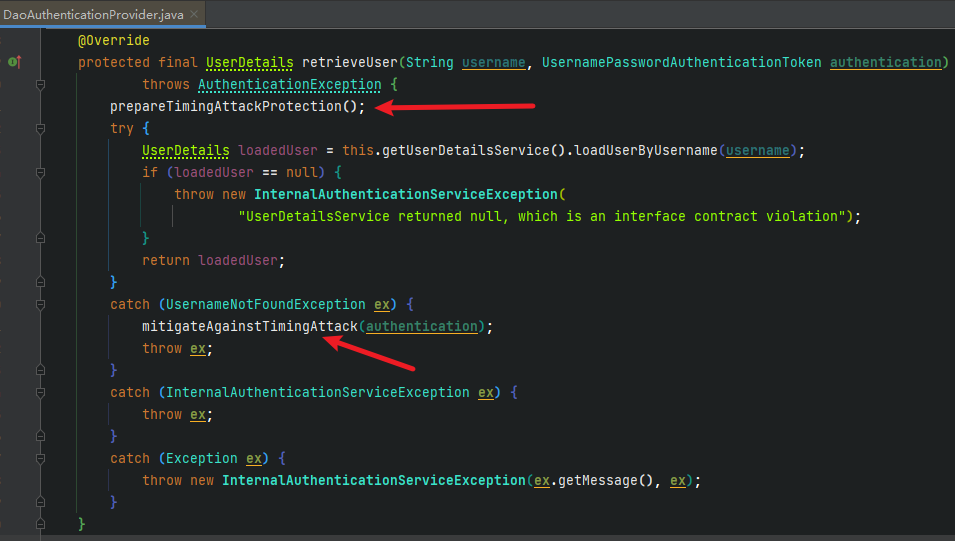 DaoAuthenticationProvider.java
@Override
protected final UserDetails retrieveUser(String username, UsernamePasswordAuthenticationToken authentication)
throws AuthenticationException {
prepareTimingAttackProtection();
try {
UserDetails loadedUser = this.getUserDetailsService().loadUserByUsername(username);
if (loadedUser == null) {
throw new InternalAuthenticationServiceException(
"UserDetailsService returned null, which is an interface contract violation");
}
return loadedUser;
}
catch (UsernameNotFoundException ex) {
mitigateAgainstTimingAttack(authentication);
throw ex;
}
catch (InternalAuthenticationServiceException ex) {
throw ex;
}
catch (Exception ex) {
throw new InternalAuthenticationServiceException(ex.getMessage(), ex);
}
}